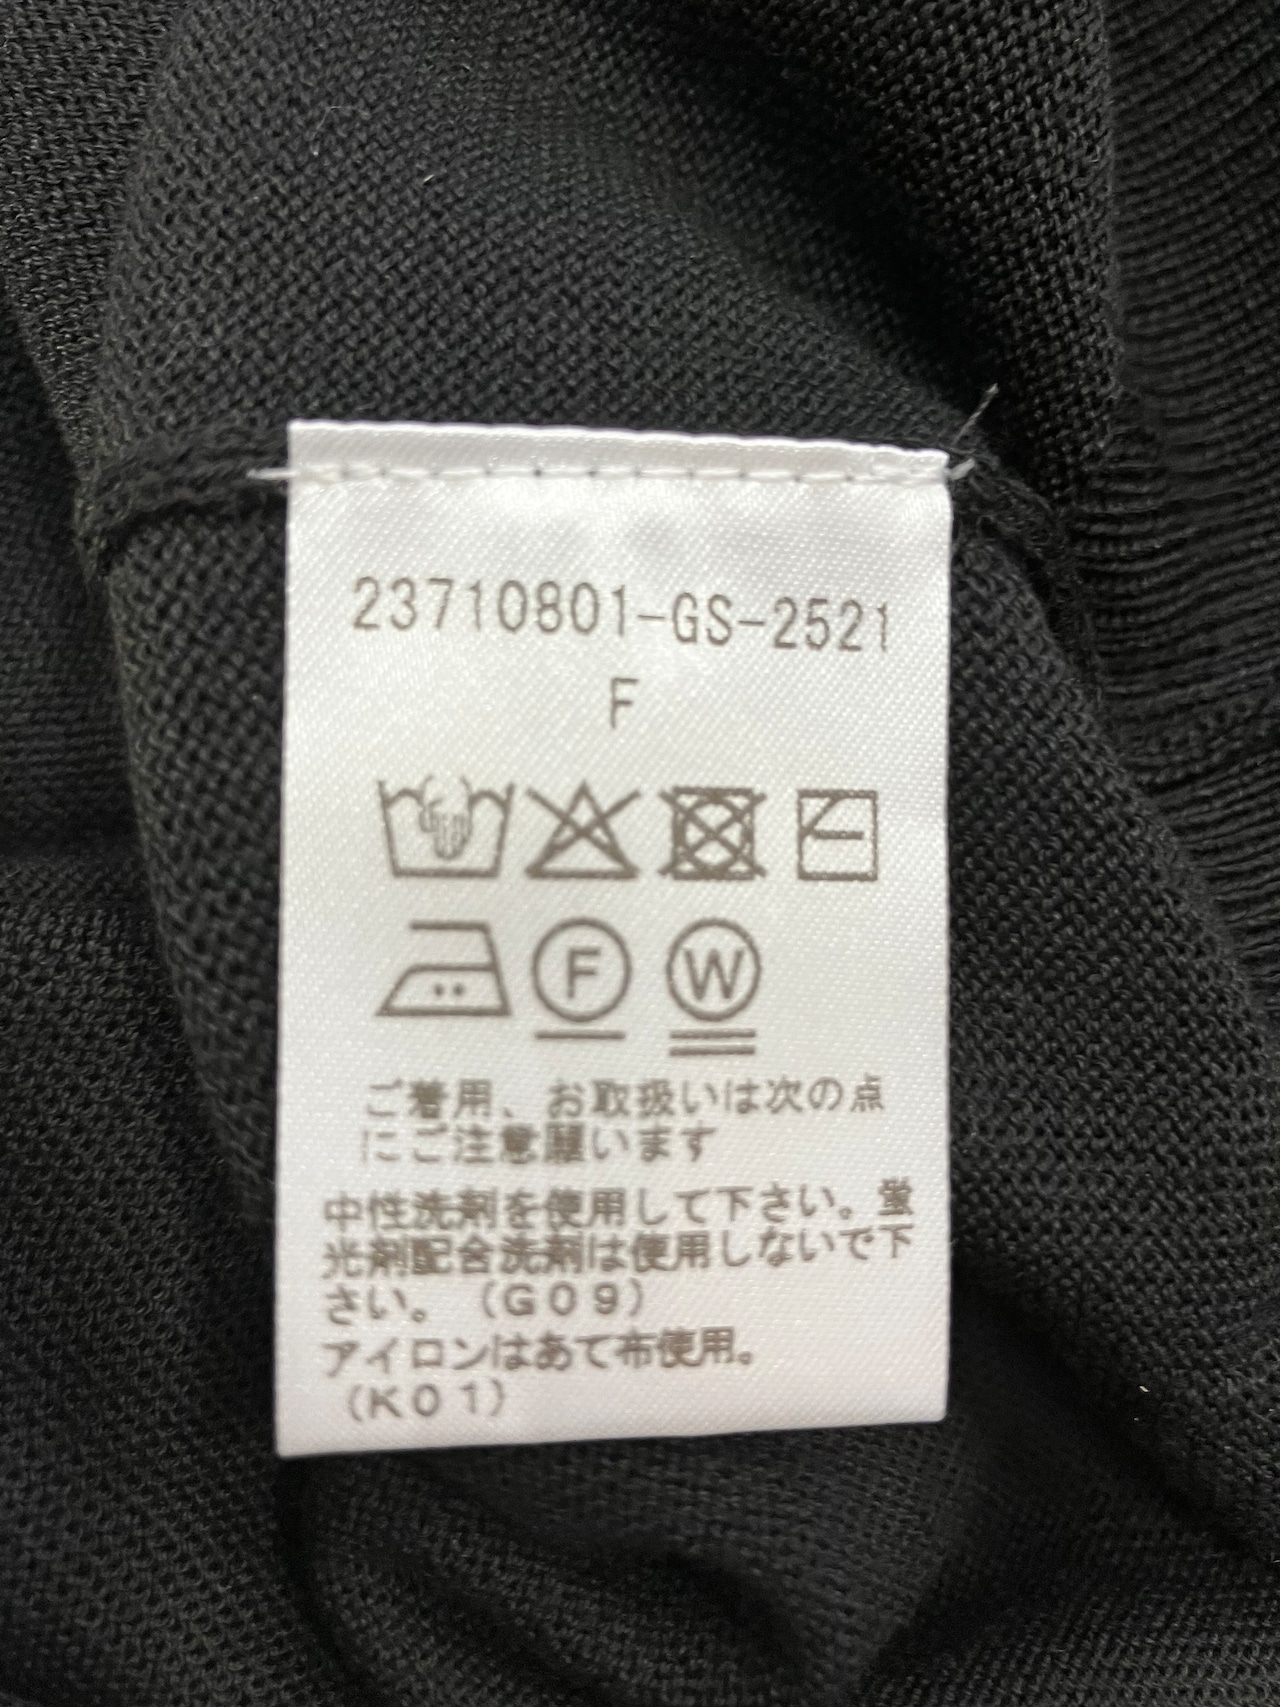 23710801-GS-2521
F
F
W
ご着用、お取扱いは次の点
にご注意願います
中性洗剤を使用して下さい。蛍
光剤配合洗剤は使用しないで下
さい。（G09）
アイロンはあて布使用。
（K01）